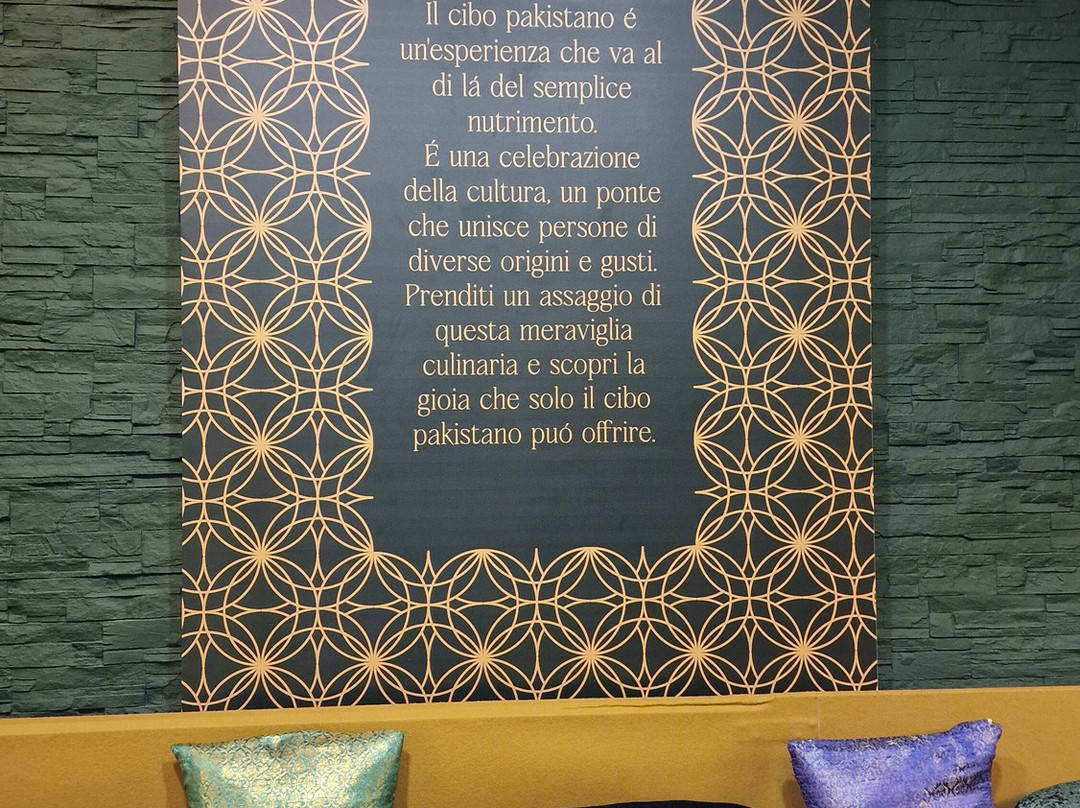 Il cibo pakistano é
un'esperienza che va al
di lá del semplice
nutrimento.
É una celebrazione
della cultura, un ponte
che unisce persone di
diverse origini e gusti.
Prenditi un assaggio di
questa meraviglia
culinaria e scopri la
gioia che solo il cibo
pakistano puó offrire.